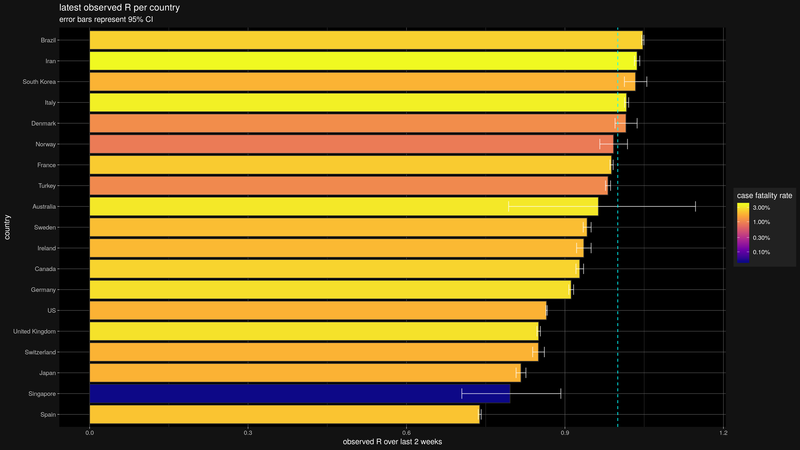 latest observed R per country
error bars represent 95% CI
country
Brazil
Iran
South Korea
Italy
Denmark
Norway
France
Turkey
Australia
Sweden
Ireland
Canada
Germany
US
United Kingdom
Switzerland
Japan
Singapore
Spain
0.0 0.3 0.6 0.9 1.2
observed R over last 2 weeks
case fatality rate
3.00%
1.00%
0.30%
0.10%